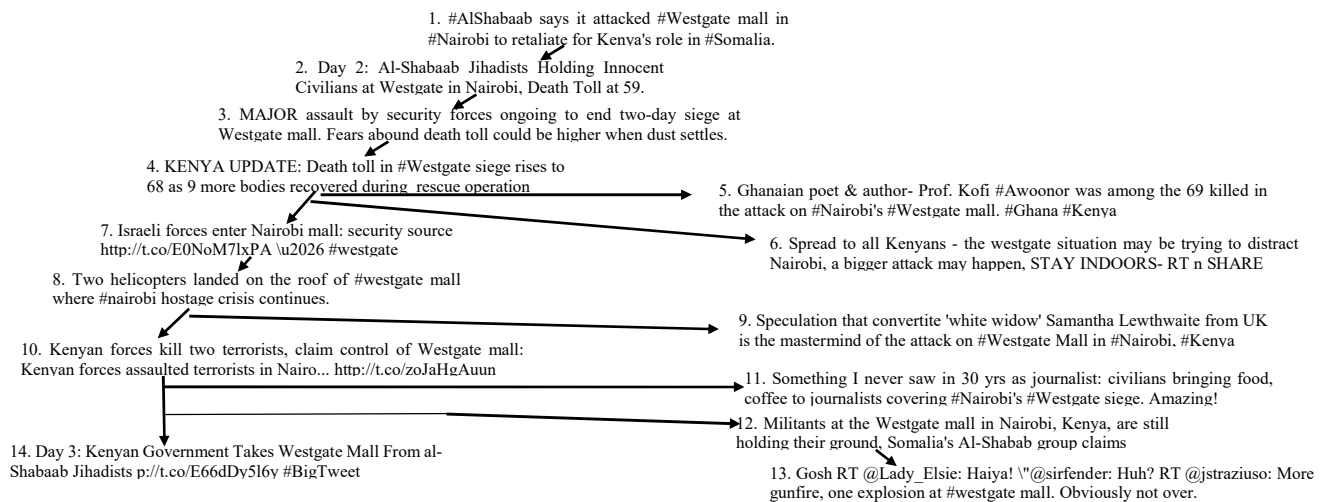 1. #AlShabaab says it attacked #Westgate mall in
#Nairobi to retaliate for Kenya's role in #Somalia.
2. Day 2: Al-Shabaab Jihadists Holding Innocent
Civilians at Westgate in Nairobi, Death Toll at 59.
3. MAJOR assault by security forces ongoing to end two-day siege at
Westgate mall. Fears abound death toll could be higher when dust settles.
4. KENYA UPDATE: Death toll in #Westgate siege rises to
68 as 9 more bodies recovered during rescue operation
5. Ghanaian poet & author- Prof. Kofi #Awoonor was among the 69 killed in
the attack on #Nairobi's #Westgate mall. #Ghana #Kenya
6. Spread to all Kenyans - the westgate situation may be trying to distract
Nairobi, a bigger attack may happen, STAY INDOORS- RT n SHARE
7. Israeli forces enter Nairobi mall: security source
http://t.co/E0NoM7lxPA \u2026 #westgate
8. Two helicopters landed on the roof of #westgate mall
where #nairobi hostage crisis continues.
9. Speculation that convertite 'white widow' Samantha Lewthwaite from UK
is the mastermind of the attack on #Westgate Mall in #Nairobi, #Kenya
10. Kenyan forces kill two terrorists, claim control of Westgate mall:
Kenyan forces assaulted terrorists in Nairo... http://t.co/zoJaHgAuun
11. Something I never saw in 30 yrs as journalist: civilians bringing food,
coffee to journalists covering #Nairobi's #Westgate siege. Amazing!
12. Militants at the Westgate mall in Nairobi, Kenya, are still
holding their ground, Somalia's Al-Shabab group claims
13. Gosh RT @Lady_Elsie: Haiya! \"@sirfender: Huh? RT @jstraziuso: More
gunfire, one explosion at #westgate mall. Obviously not over.
14. Day 3: Kenyan Government Takes Westgate Mall From al-
Shabaab Jihadists p://t.co/E66dDy5l6y #BigTweet